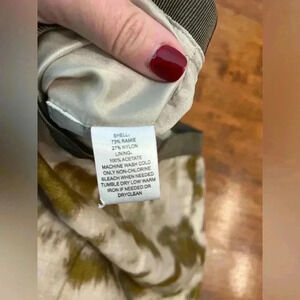 SHELL:
73% RAMIE
27% NYLON
LINING:
100% ACETATE
MACHINE WASH COLD
ONLY NON-CHLORINE
BLEACH WHEN NEEDED
TUMBLE DRY LOW WARM
IRON IF NEEDED OR
DRYCLEAN